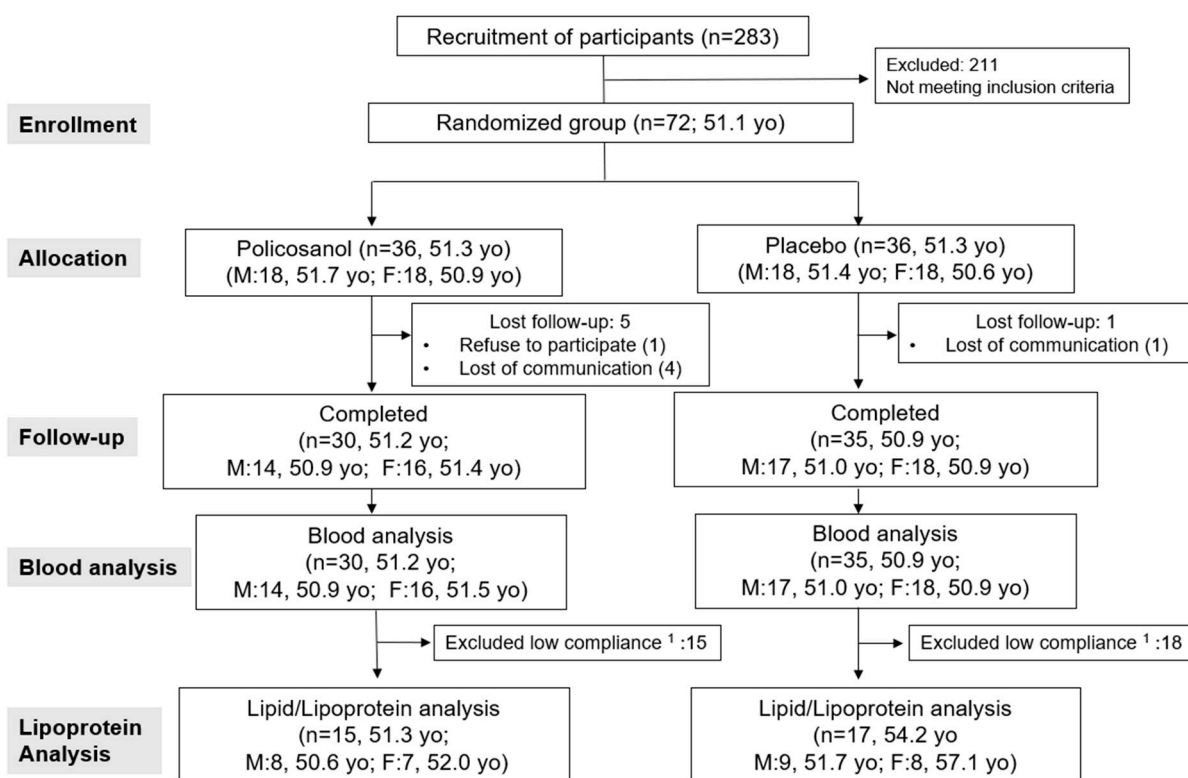 Recruitment of participants (n=283)
Excluded: 211
Not meeting inclusion criteria
Enrollment
Randomized group (n=72; 51.1 yo)
Allocation
Policosanol (n=36, 51.3 yo)
(M:18, 51.7 yo; F:18, 50.9 yo)
Placebo (n=36, 51.3 yo)
(M:18, 51.4 yo; F:18, 50.6 yo)
Lost follow-up: 5
• Refuse to participate (1)
• Lost of communication (4)
Lost follow-up: 1
• Lost of communication (1)
Follow-up
Completed
(n=30, 51.2 yo;
M:14, 50.9 yo; F:16, 51.4 yo)
Completed
(n=35, 50.9 yo;
M:17, 51.0 yo; F:18, 50.9 yo)
Blood analysis
Blood analysis
(n=30, 51.2 yo;
M:14, 50.9 yo; F:16, 51.5 yo)
Blood analysis
(n=35, 50.9 yo;
M:17, 51.0 yo; F:18, 50.9 yo)
Excluded low compliance ¹ :15
Excluded low compliance ¹ :18
Lipoprotein
Analysis
Lipid/Lipoprotein analysis
(n=15, 51.3 yo;
M:8, 50.6 yo; F:7, 52.0 yo)
Lipid/Lipoprotein analysis
(n=17, 54.2 yo
M:9, 51.7 yo; F:8, 57.1 yo)